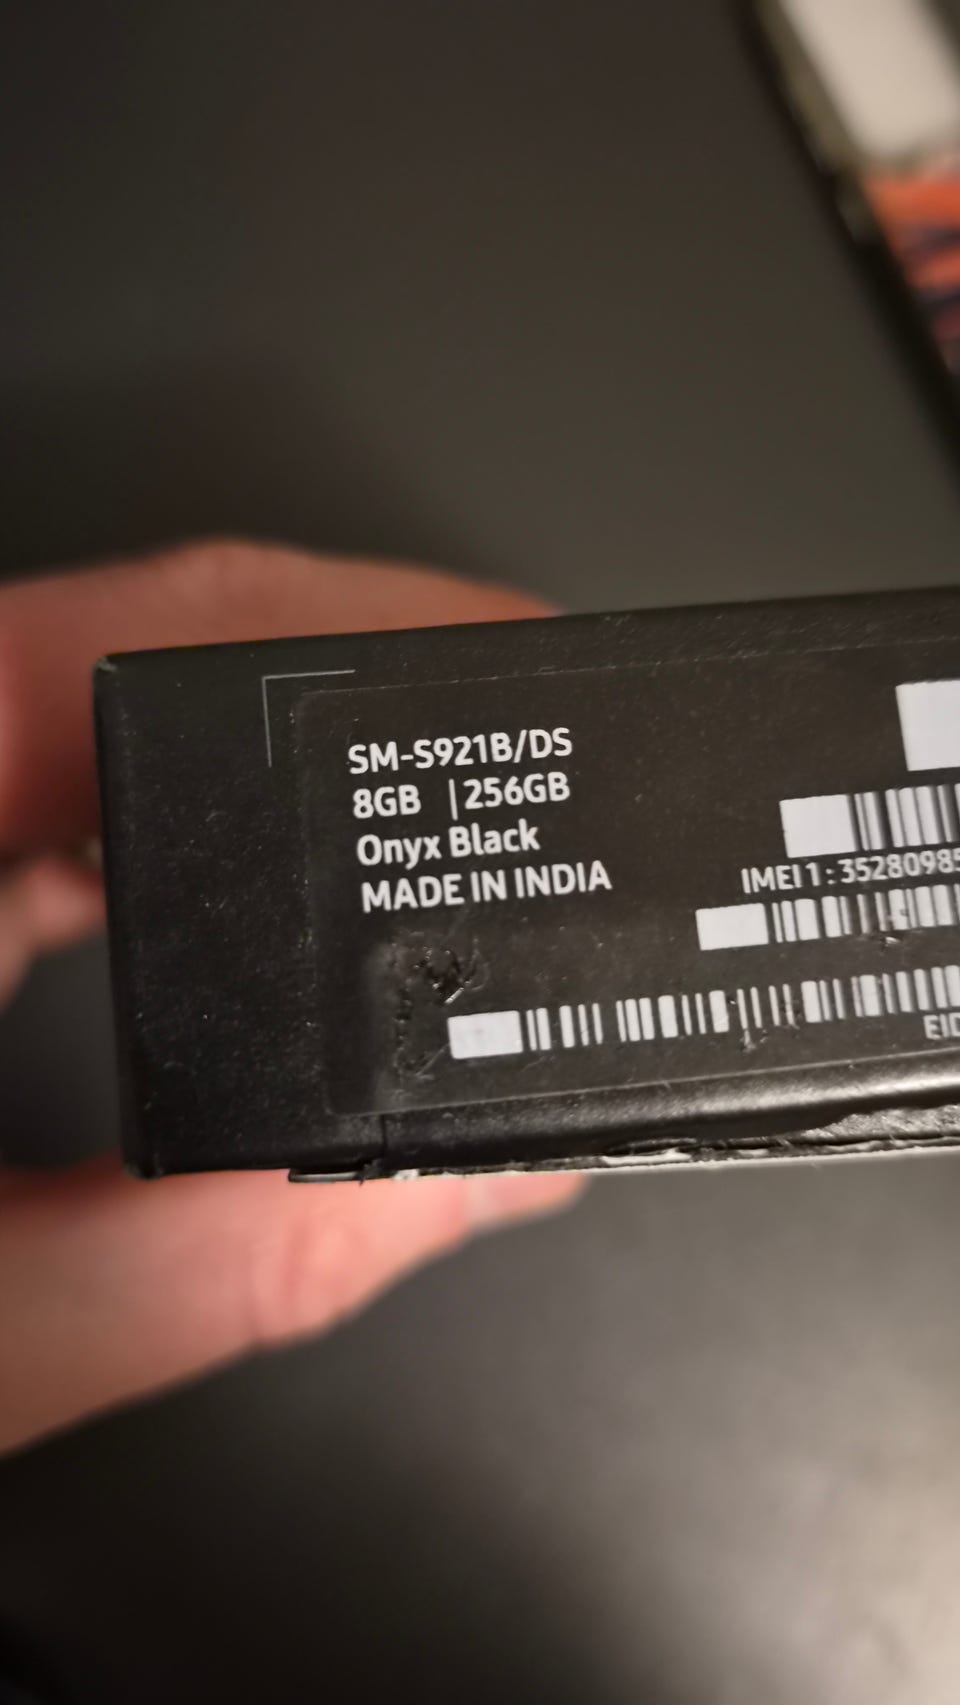 SM-S921B/DS
8GB |256GB
Onyx Black
MADE IN INDIA
IMEI 1 : 35280985
EID